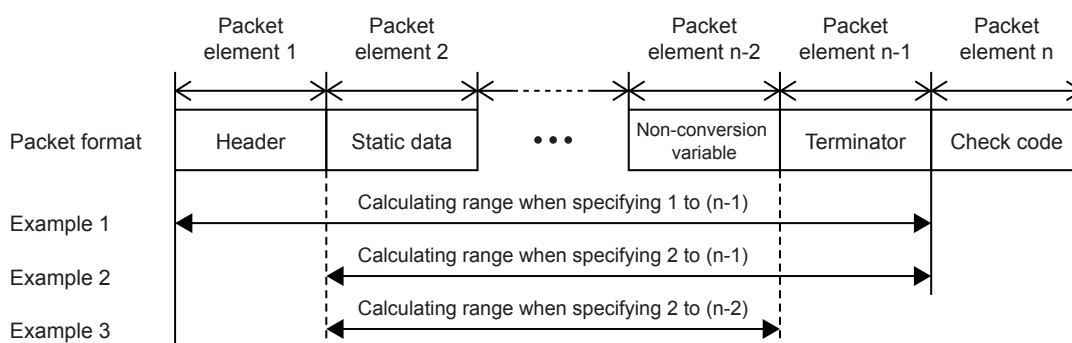 Packet element 1
Packet element 2
Packet element n-2
Packet element n-1
Packet element n
Packet format
Header
Static data
•••
Non-conversion variable
Terminator
Check code
Example 1
Calculating range when specifying 1 to (n-1)
Example 2
Calculating range when specifying 2 to (n-1)
Example 3
Calculating range when specifying 2 to (n-2)